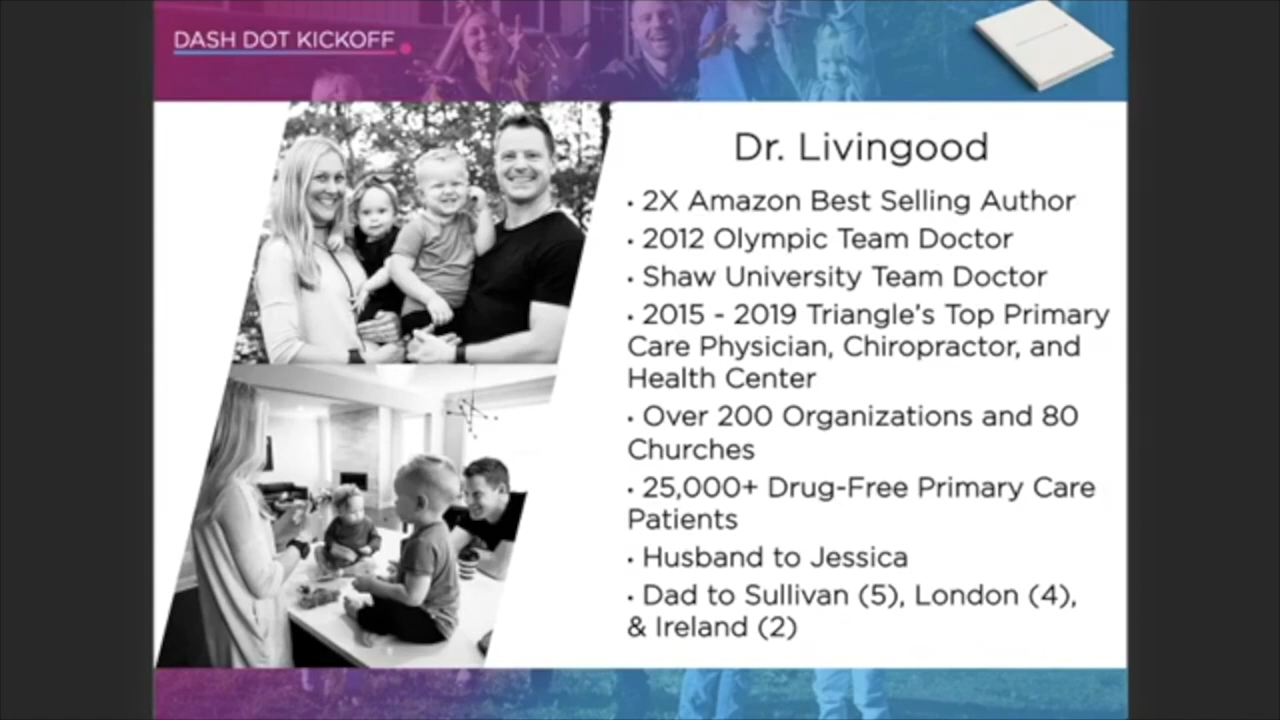 DASH DOT KICKOFF
Dr. Livingood
· 2X Amazon Best Selling Author
· 2012 Olympic Team Doctor
· Shaw University Team Doctor
· 2015 - 2019 Triangle's Top Primary
Care Physician, Chiropractor, and
Health Center
· Over 200 Organizations and 80
Churches
· 25,000+ Drug-Free Primary Care
Patients
· Husband to Jessica
· Dad to Sullivan (5), London (4),
& Ireland (2)